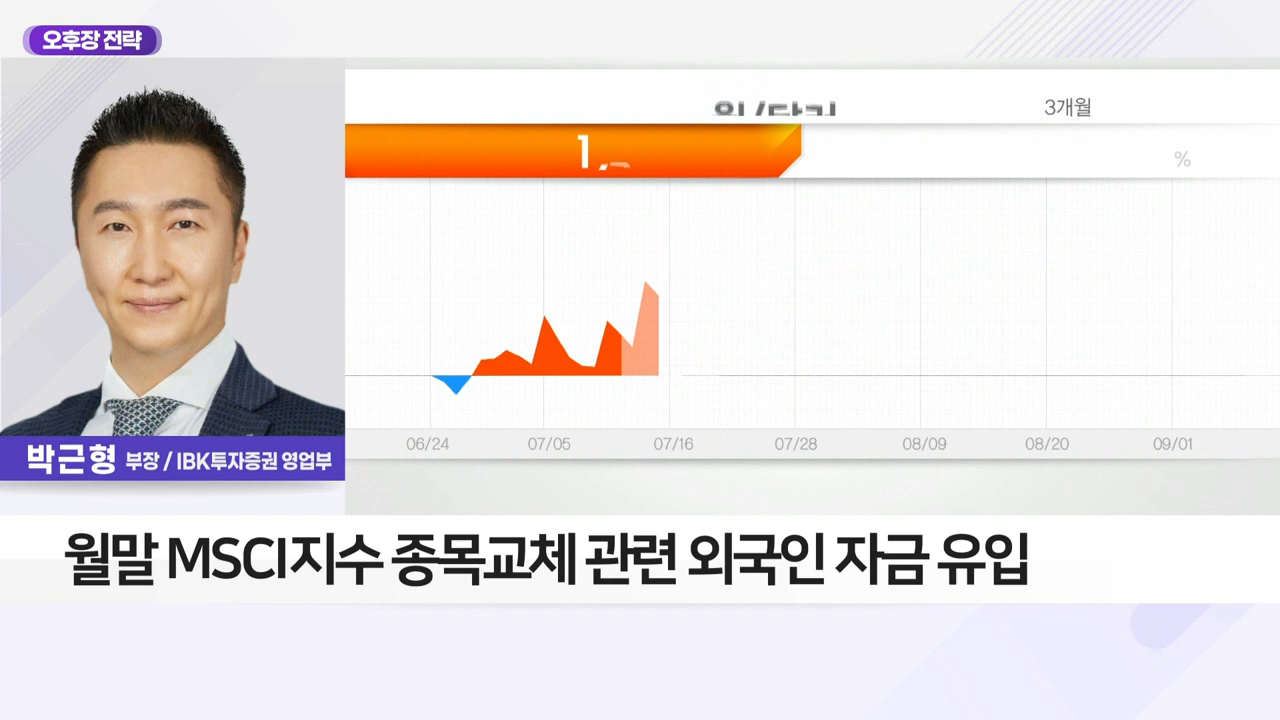 오후장 전략
3개월
1,
%
06/24 07/05 07/16 07/28 08/09 08/20 09/01
박근형 부장 / IBK투자증권 영업부
월말 MSCI지수 종목교체 관련 외국인 자금 유입